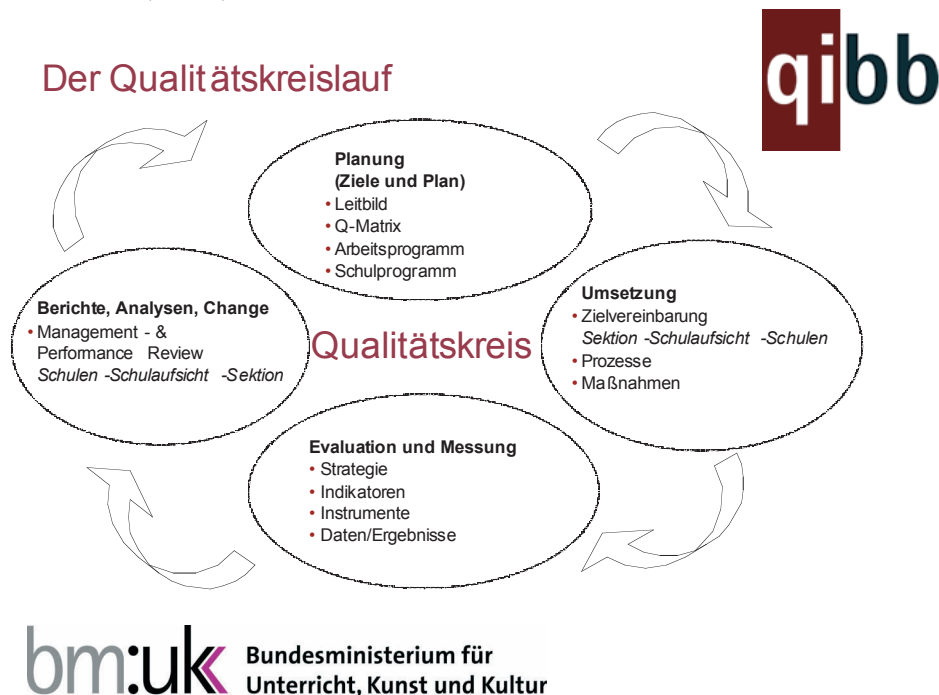 Der Qualitätskreislauf
qibb
Planung
(Ziele und Plan)
• Leitbild
• Q-Matrix
• Arbeitsprogramm
• Schulprogramm
Umsetzung
• Zielvereinbarung
Sektion -Schulaufsicht -Schulen
• Prozesse
• Maßnahmen
Berichte, Analysen, Change
• Management - &
Performance Review
Schulen -Schulaufsicht -Sektion
Qualitätskreis
Evaluation und Messung
• Strategie
• Indikatoren
• Instrumente
• Daten/Ergebnisse
bm:uk
Bundesministerium für
Unterricht, Kunst und Kultur